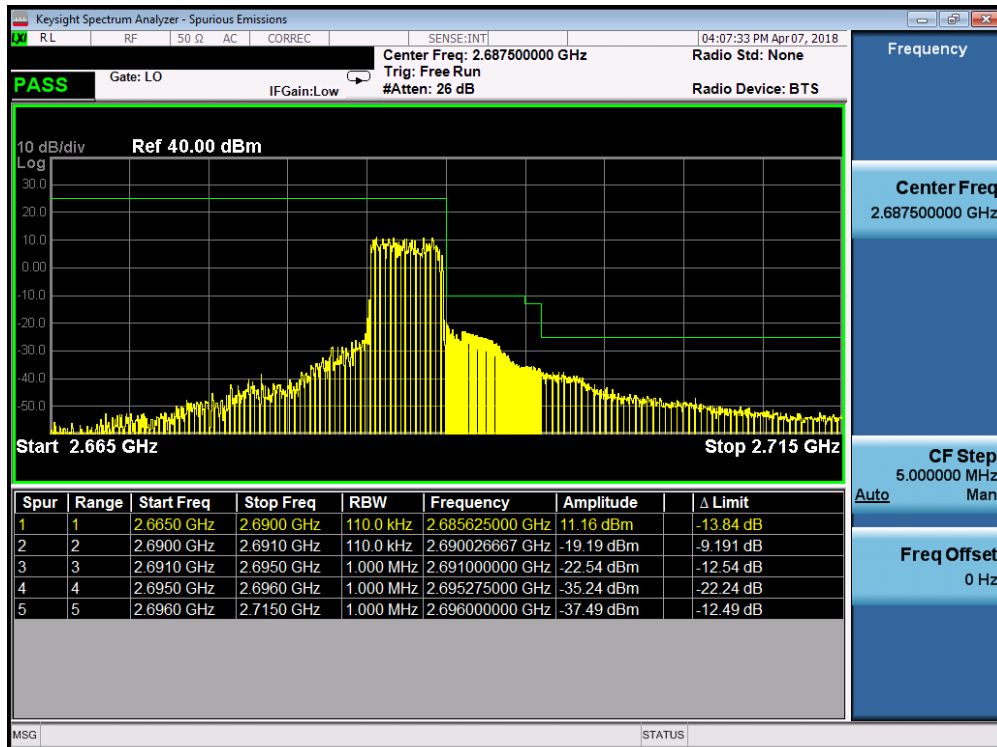 Keysight Spectrum Analyzer - Spurious Emissions
LXI RL RF 50 Ω AC CORREC SENSE:INT 04:07:33 PM Apr 07, 2018
Center Freq: 2.687500000 GHz Radio Std: None
Gate: LO Trig: Free Run
PASS IFGain:Low #Atten: 26 dB Radio Device: BTS
10 dB/div Ref 40.00 dBm
Log
30.0
20.0
10.0
0.00
-10.0
-20.0
-30.0
-40.0
-50.0
Start 2.665 GHz Stop 2.715 GHz
Spur Range Start Freq Stop Freq RBW Frequency Amplitude Δ Limit
1 1 2.6650 GHz 2.6900 GHz 110.0 kHz 2.685625000 GHz 11.16 dBm -13.84 dB
2 2 2.6900 GHz 2.6910 GHz 110.0 kHz 2.690026667 GHz -19.19 dBm -9.191 dB
3 3 2.6910 GHz 2.6950 GHz 1.000 MHz 2.691000000 GHz -22.54 dBm -12.54 dB
4 4 2.6950 GHz 2.6960 GHz 1.000 MHz 2.695275000 GHz -35.24 dBm -22.24 dB
5 5 2.6960 GHz 2.7150 GHz 1.000 MHz 2.696000000 GHz -37.49 dBm -12.49 dB
MSG STATUS
Frequency
Center Freq
2.687500000 GHz
CF Step
5.000000 MHz
Auto Man
Freq Offset
0 Hz